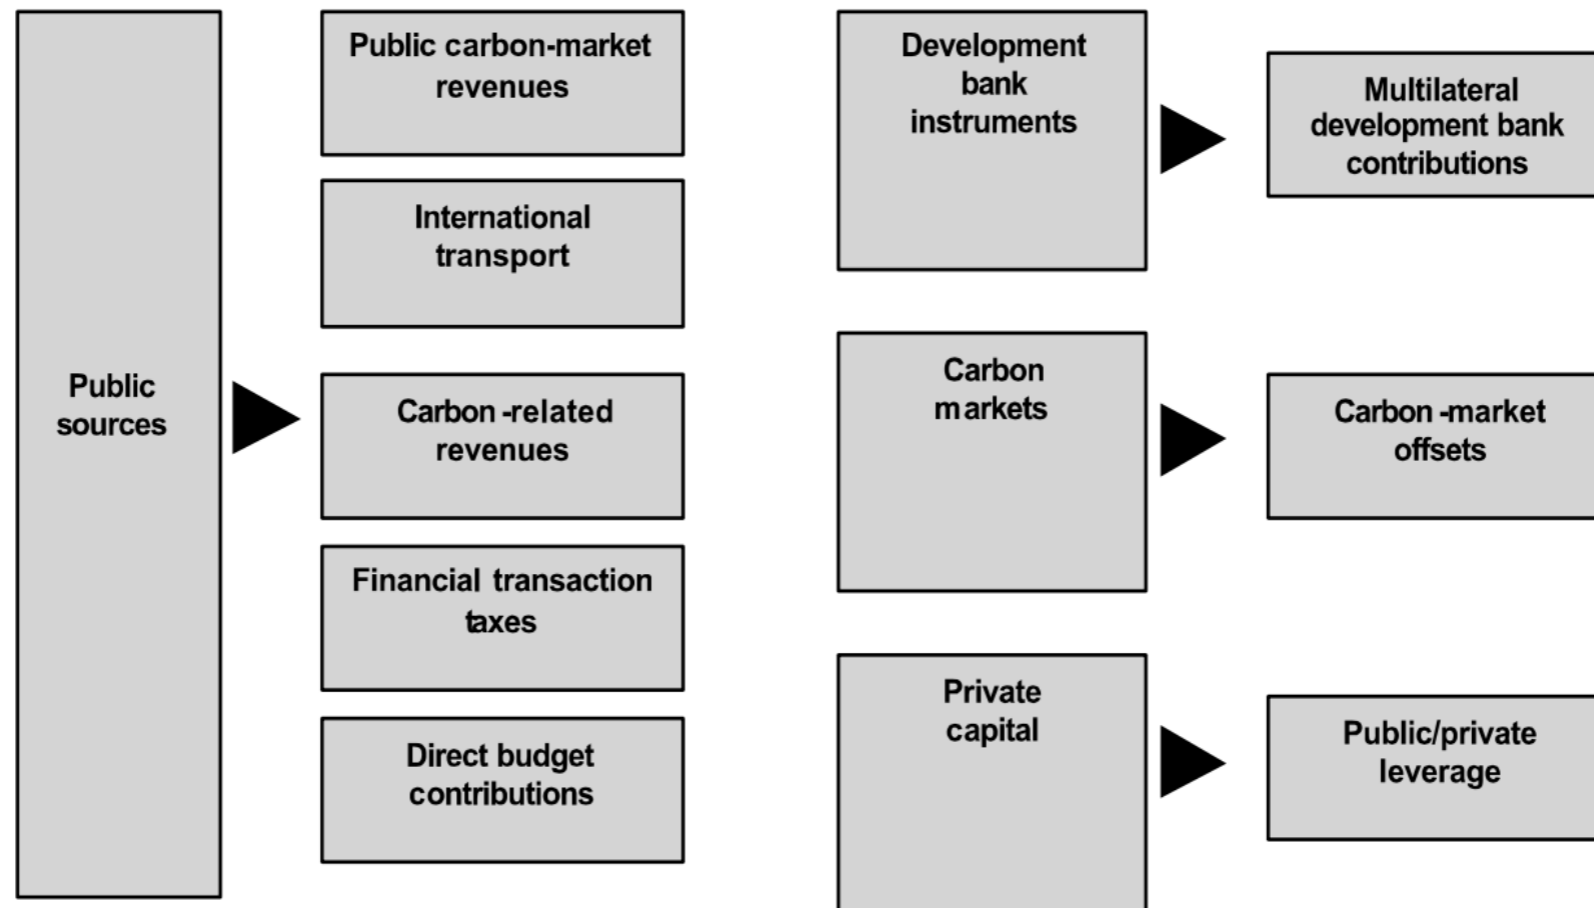 Public
sources
Public carbon-market
revenues
International
transport
Carbon-related
revenues
Financial transaction
taxes
Direct budget
contributions
Development
bank
instruments
Multilateral
development bank
contributions
Carbon
markets
Carbon-market
offsets
Private
capital
Public/private
leverage